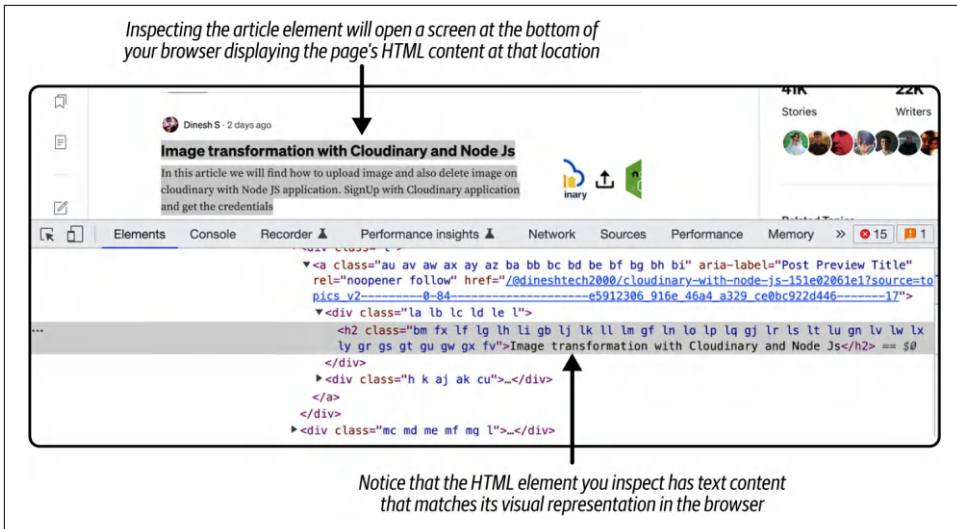 Inspecting the article element will open a screen at the bottom of
your browser displaying the page's HTML content at that location
41K
22K
Stories
Writers
Dinesh S · 2 days ago
Image transformation with Cloudinary and Node Js
In this article we will find how to upload image and also delete image on
cloudinary with Node JS application. SignUp with Cloudinary application
and get the credentials
inary
Related Topics
Elements Console Recorder Performance insights Network Sources Performance Memory » 15 1
<div class="l">
▼<a class="au av aw ax ay az ba bb bc bd be bf bg bh bi" aria-label="Post Preview Title"
rel="noopener follow" href="/@dineshtech2000/cloudinary-with-node-js-151e02061e1?source=to
pics_v2---------0-84--------------------e5912306_916e_46a4_a329_ce0bc922d446-------17">
▼<div class="la lb lc ld le l">
... <h2 class="bm fx lf lg lh li gb lj lk ll lm gf ln lo lp lq gj lr ls lt lu gn lv lw lx
ly gr gs gt gu gw gx fv">Image transformation with Cloudinary and Node Js</h2> == $0
</div>
▶<div class="h k aj ak cu">…</div>
</a>
</div>
▶<div class="mc md me mf mg l">…</div>
Notice that the HTML element you inspect has text content
that matches its visual representation in the browser